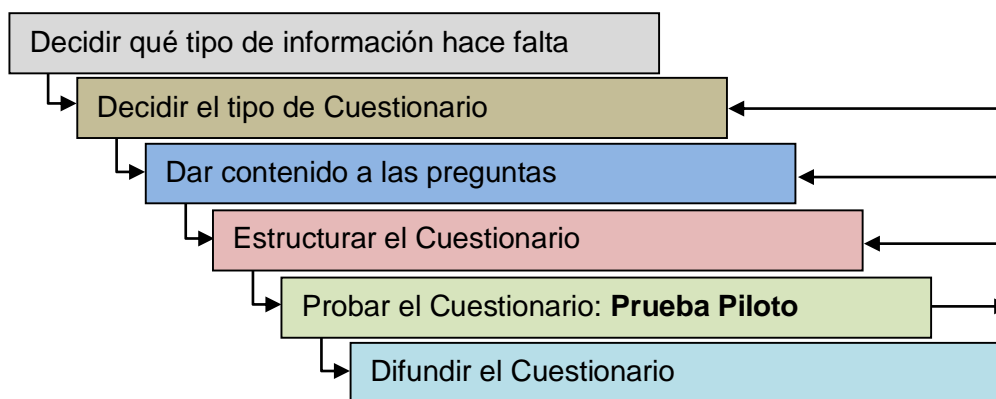 Decidir qué tipo de información hace falta
Decidir el tipo de Cuestionario
Dar contenido a las preguntas
Estructurar el Cuestionario
Probar el Cuestionario: Prueba Piloto
Difundir el Cuestionario